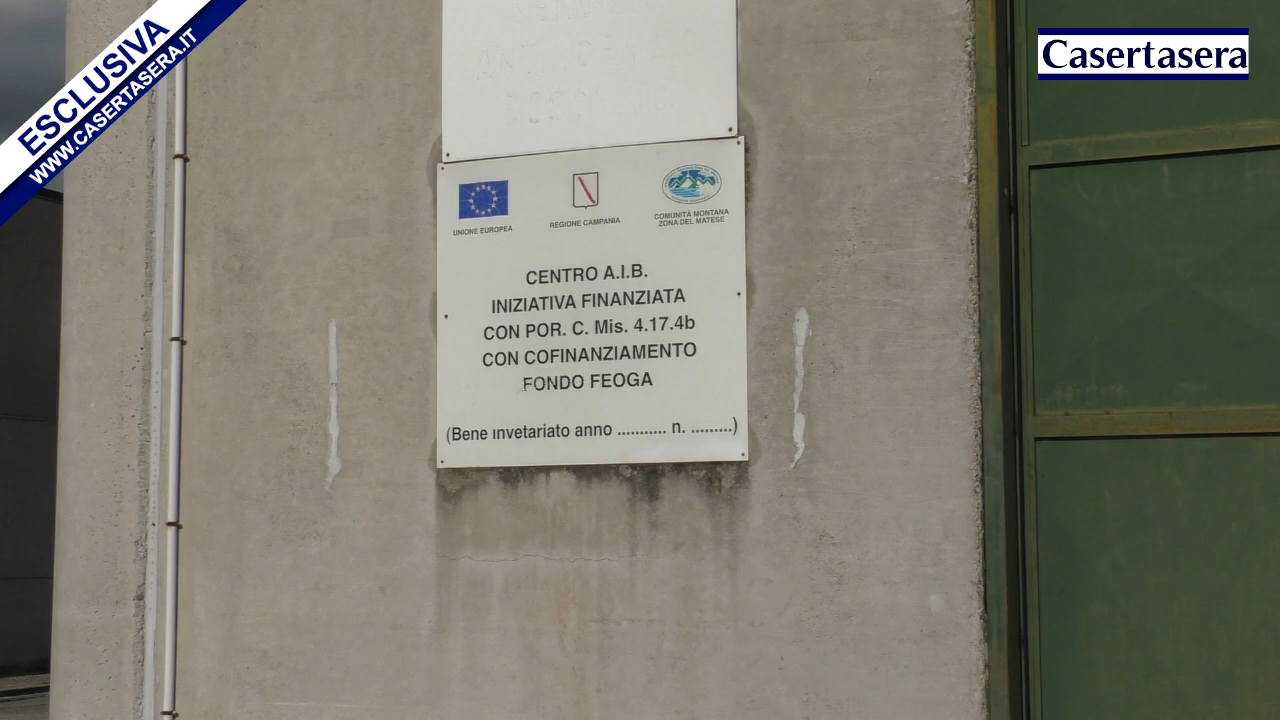 ESCLUSIVA
WWW.CASERTASERA.IT
Casertasera
UNIONE EUROPEA
REGIONE CAMPANIA
COMUNITÀ MONTANA
ZONA DEL MATESE
CENTRO A.I.B.
INIZIATIVA FINANZIATA
CON POR. C. Mis. 4.17.4b
CON COFINANZIAMENTO
FONDO FEOGA
(Bene invetariato anno ........... n. .........)